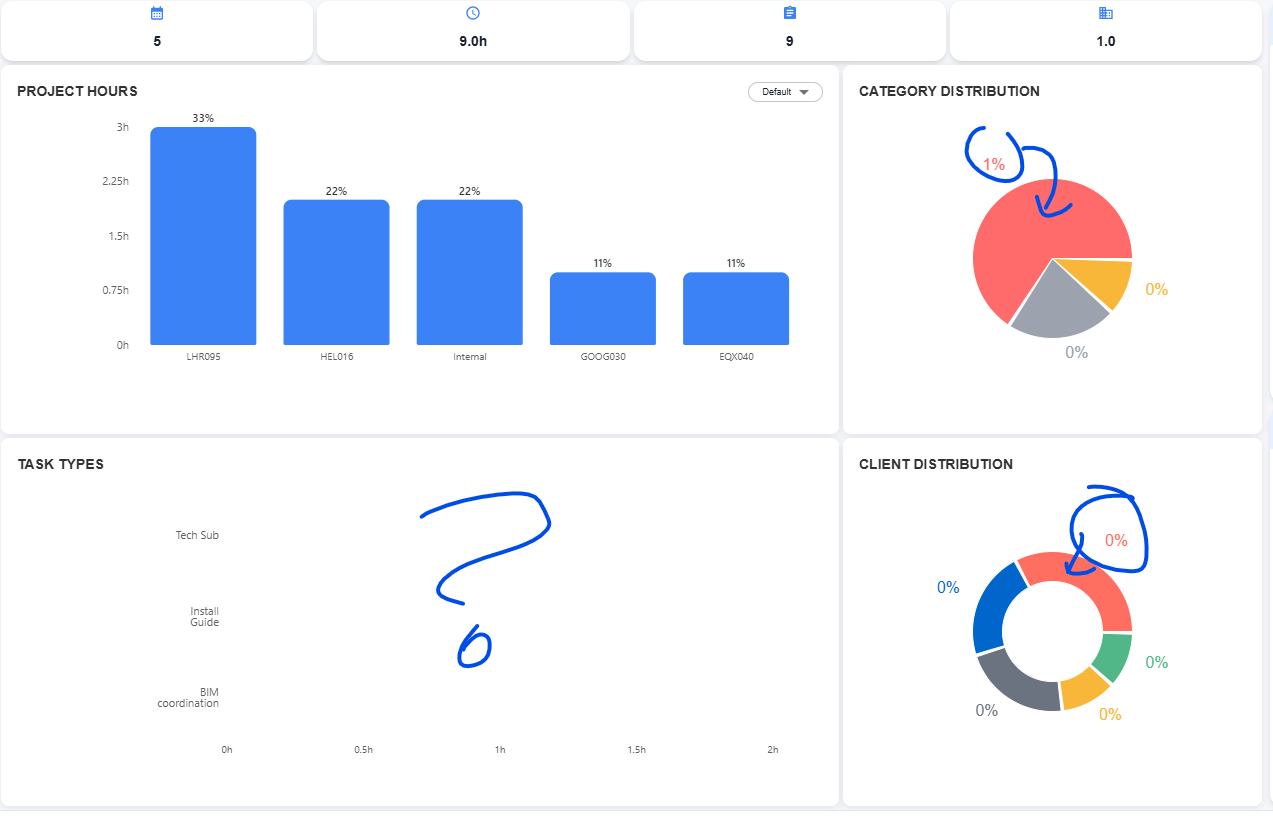 5
9.0h
9
1.0
PROJECT HOURS
Default
CATEGORY DISTRIBUTION
33%
3h
22%
22%
2.25h
1.5h
11%
11%
0.75h
0h
LHR095
HEL016
Internal
GOOG030
EQX040
1%
0%
0%
TASK TYPES
?
Tech Sub
Install
Guide
BIM
coordination
0h
0.5h
1h
1.5h
2h
CLIENT DISTRIBUTION
0%
0%
0%
0%
0%